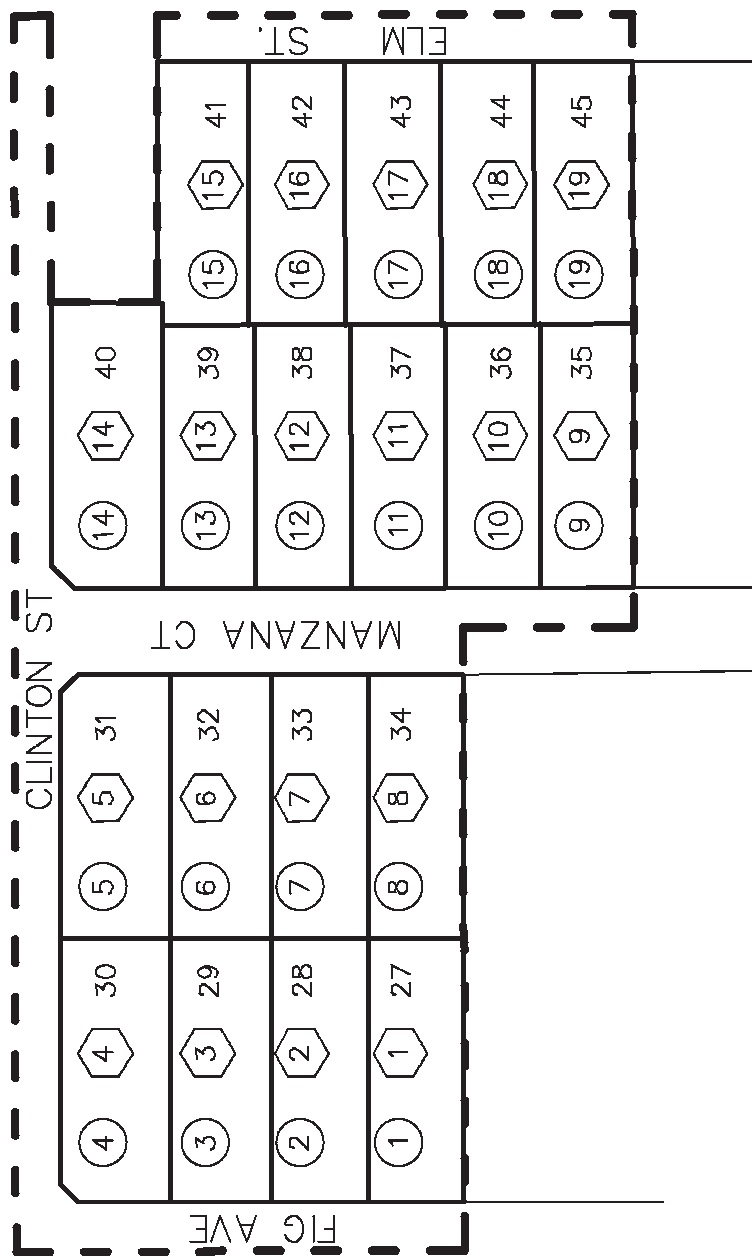 ELM ST.
41 42 43 44 45
15 16 17 18 19
15 16 17 18 19
40 39 38 37 36 35
14 13 12 11 10 9
14 13 12 11 10 9
CLINTON ST
MANZANA CT
31 32 33 34
5 6 7 8
5 6 7 8
30 29 28 27
4 3 2 1
4 3 2 1
FIG AVE